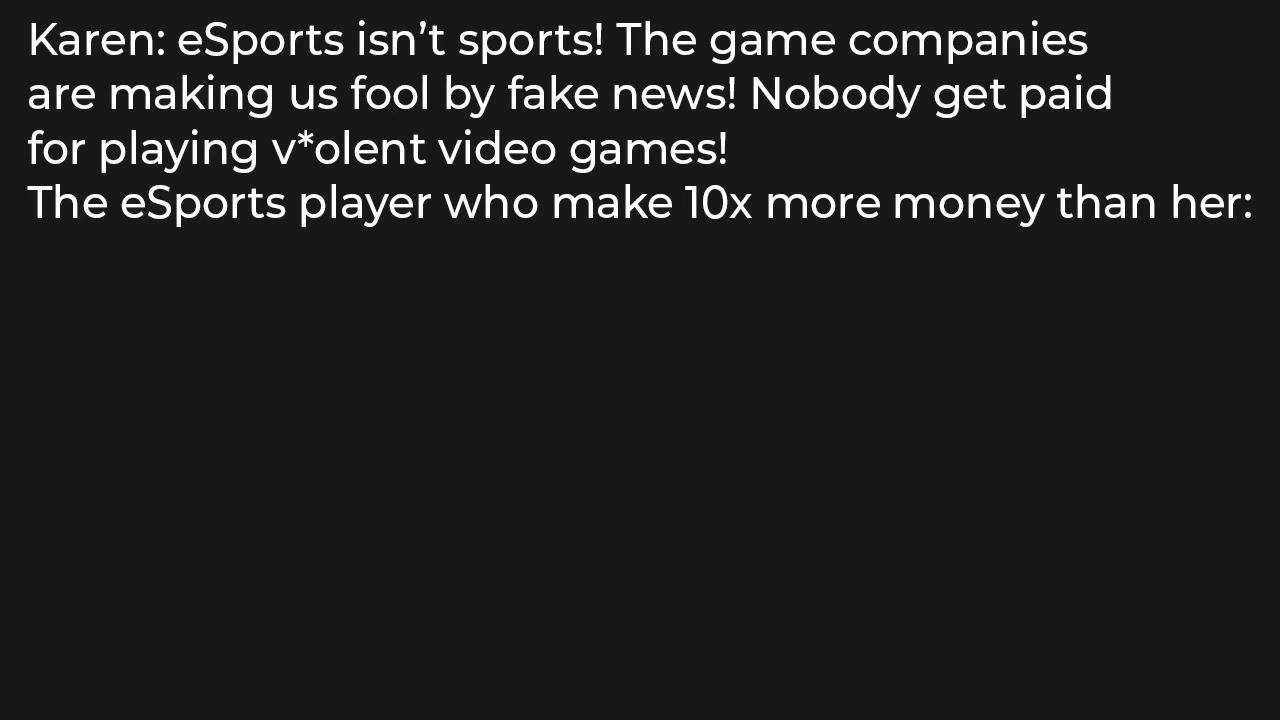 Karen: eSports isn’t sports! The game companies
are making us fool by fake news! Nobody get paid
for playing v*olent video games!
The eSports player who make 10x more money than her: